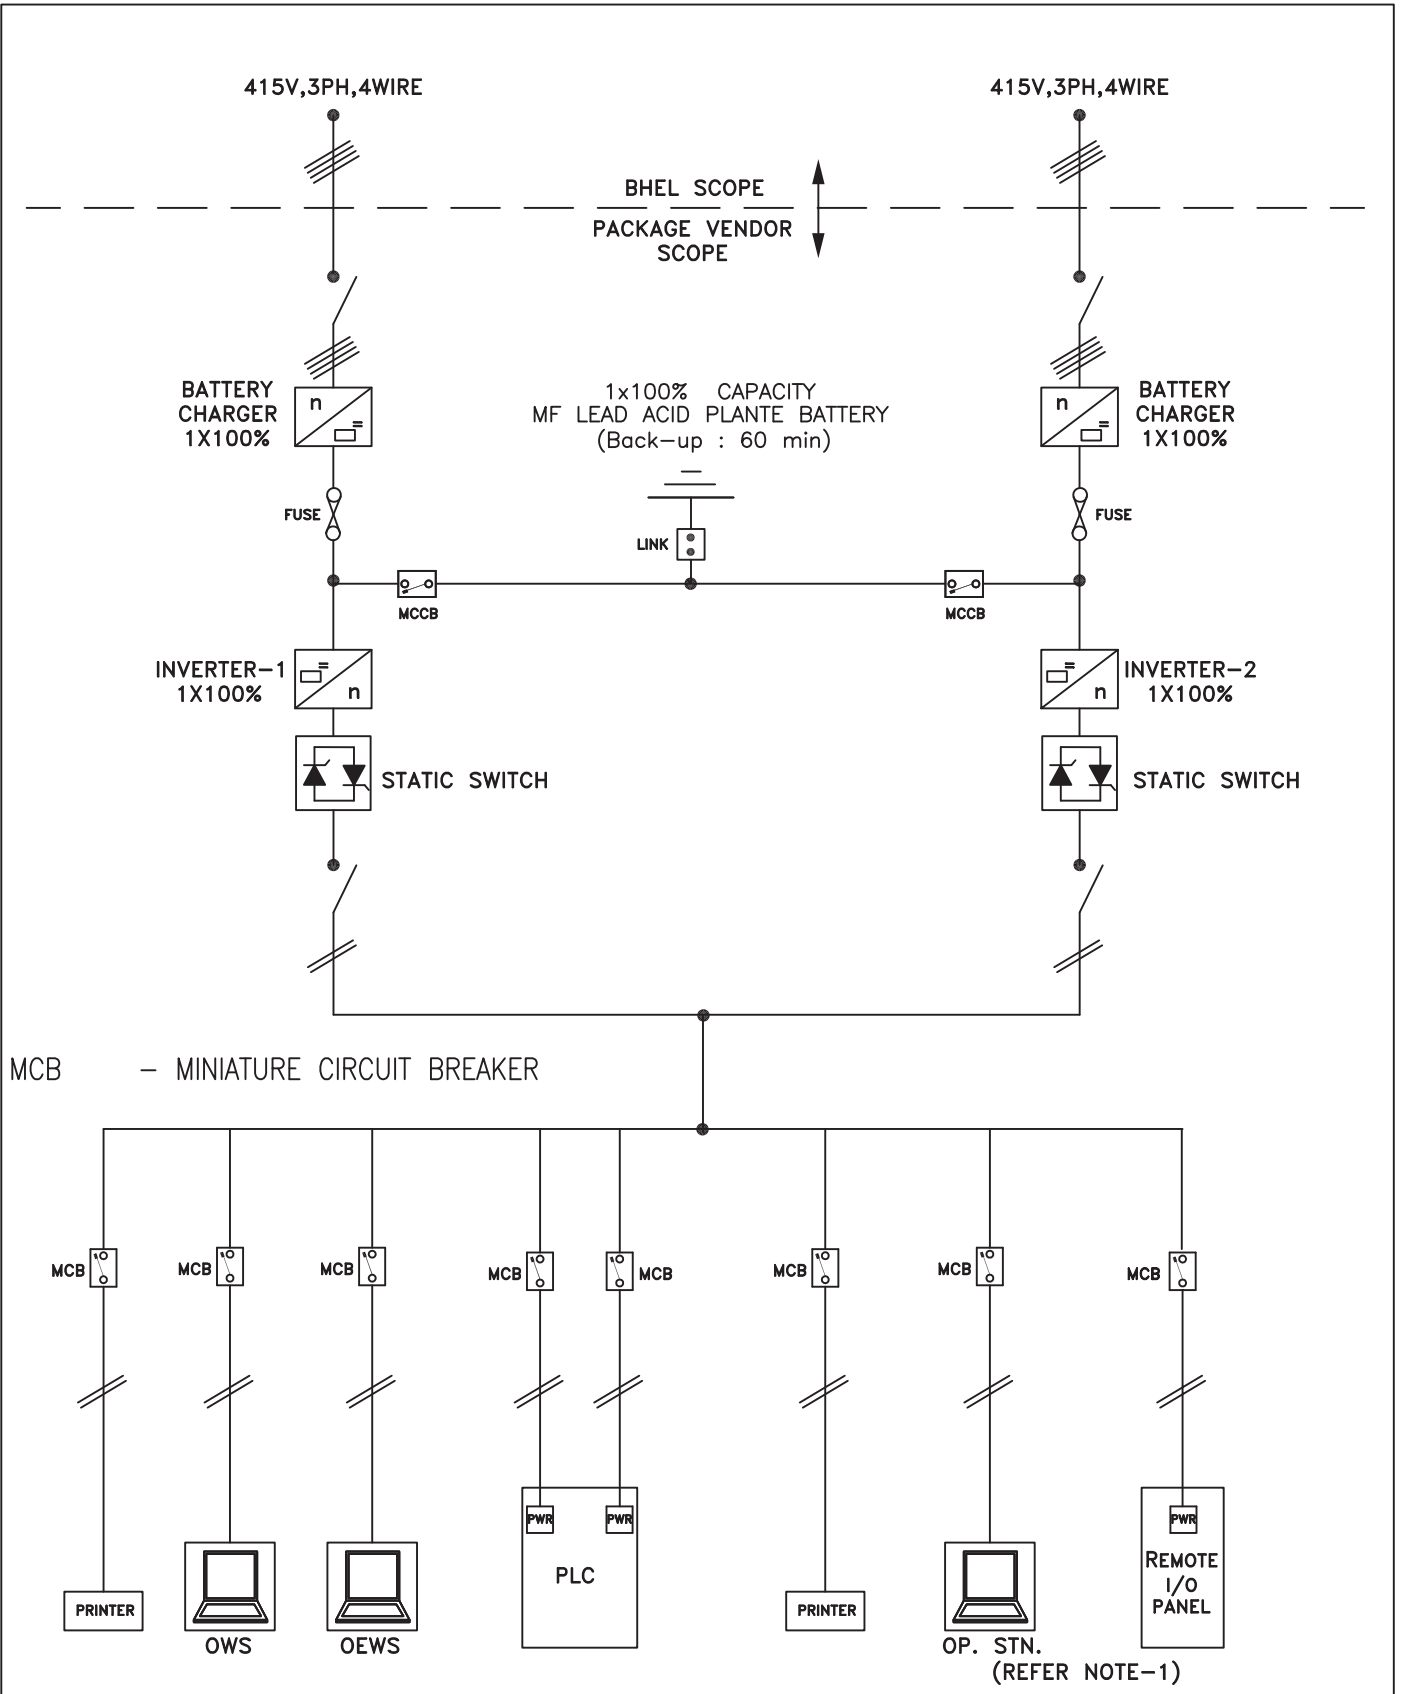 415V,3PH,4WIRE
415V,3PH,4WIRE
BHEL SCOPE
PACKAGE VENDOR
SCOPE
BATTERY
CHARGER
1X100%
n
=
1x100% CAPACITY
MF LEAD ACID PLANTE BATTERY
(Back-up : 60 min)
n
=
BATTERY
CHARGER
1X100%
FUSE
LINK
FUSE
MCCB
MCCB
INVERTER-1
1X100%
=
n
=
n
INVERTER-2
1X100%
STATIC SWITCH
STATIC SWITCH
MCB - MINIATURE CIRCUIT BREAKER
MCB
MCB
MCB
MCB
MCB
MCB
MCB
MCB
PWR
PWR
PWR
PLC
REMOTE
I/O
PANEL
PRINTER
PRINTER
OWS
OEWS
OP. STN.
(REFER NOTE-1)